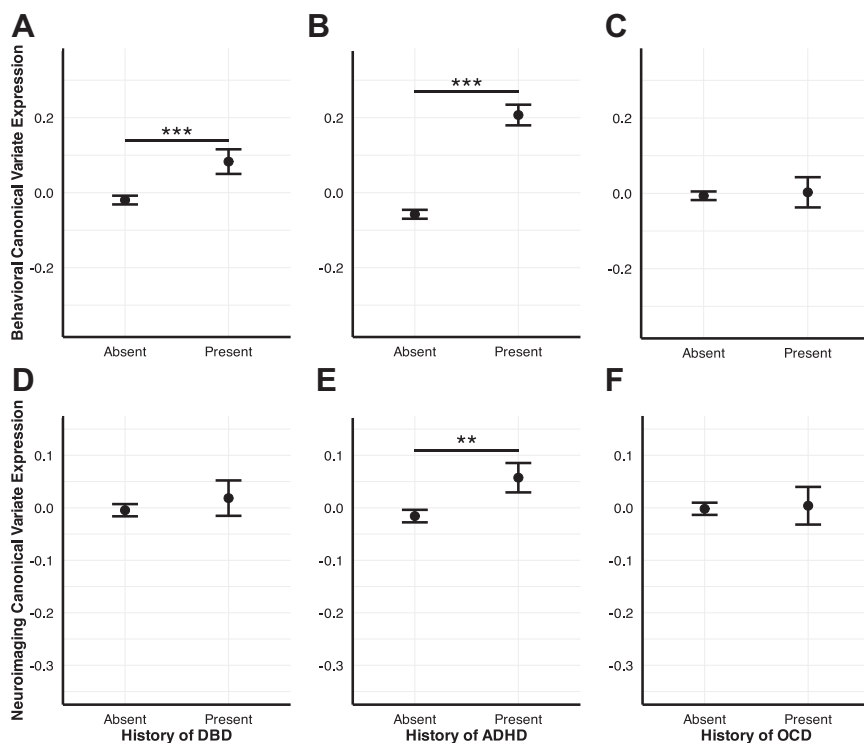 A
B
C
Behavioral Canonical Variate Expression
0.2
0.0
-0.2
***
Absent
Present
0.2
0.0
-0.2
***
Absent
Present
0.2
0.0
-0.2
Absent
Present
D
E
F
Neuroimaging Canonical Variate Expression
0.1
0.0
-0.1
-0.2
-0.3
Absent
Present
History of DBD
0.1
0.0
-0.1
-0.2
-0.3
**
Absent
Present
History of ADHD
0.1
0.0
-0.1
-0.2
-0.3
Absent
Present
History of OCD